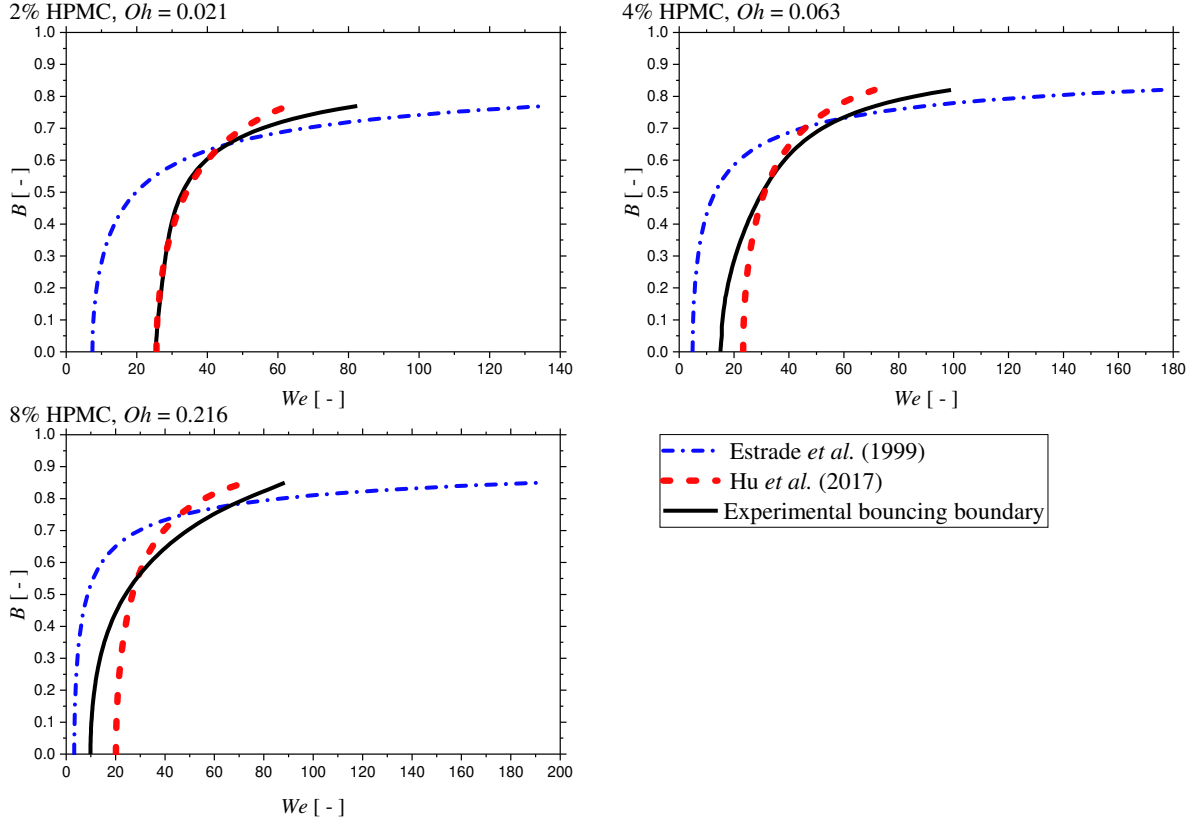 2% HPMC, Oh = 0.021
1.0
0.9
0.8
0.7
0.6
0.5
0.4
0.3
0.2
0.1
0.0
B [ - ]
0 20 40 60 80 100 120 140
We [ - ]
4% HPMC, Oh = 0.063
1.0
0.9
0.8
0.7
0.6
0.5
0.4
0.3
0.2
0.1
0.0
B [ - ]
0 20 40 60 80 100 120 140 160 180
We [ - ]
8% HPMC, Oh = 0.216
1.0
0.9
0.8
0.7
0.6
0.5
0.4
0.3
0.2
0.1
0.0
B [ - ]
0 20 40 60 80 100 120 140 160 180 200
We [ - ]
Estrade et al. (1999)
Hu et al. (2017)
Experimental bouncing boundary